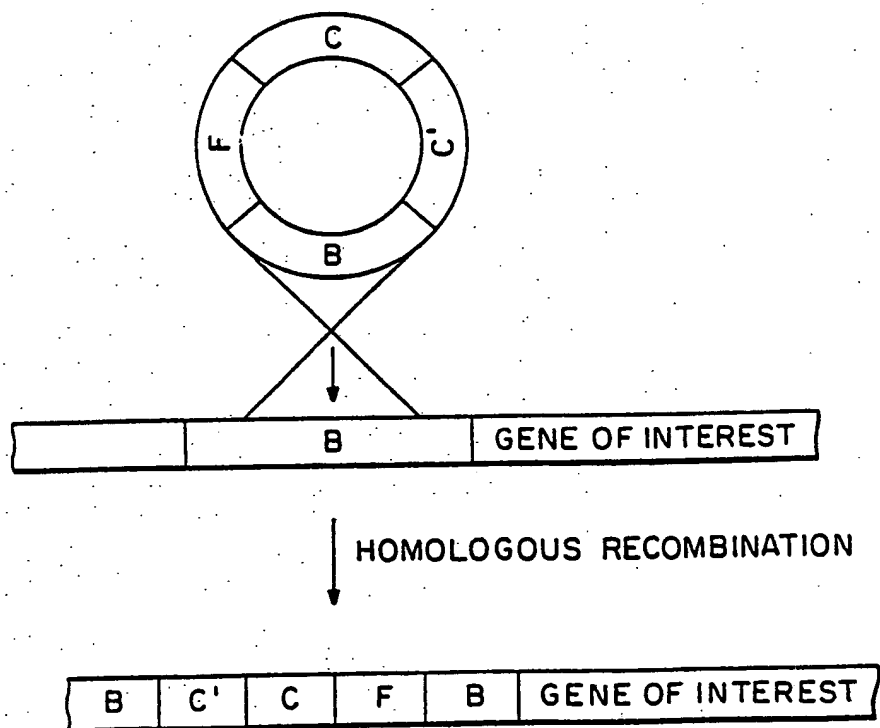 C
F
C'
B
B GENE OF INTEREST
HOMOLOGOUS RECOMBINATION
B C' C F B GENE OF INTEREST